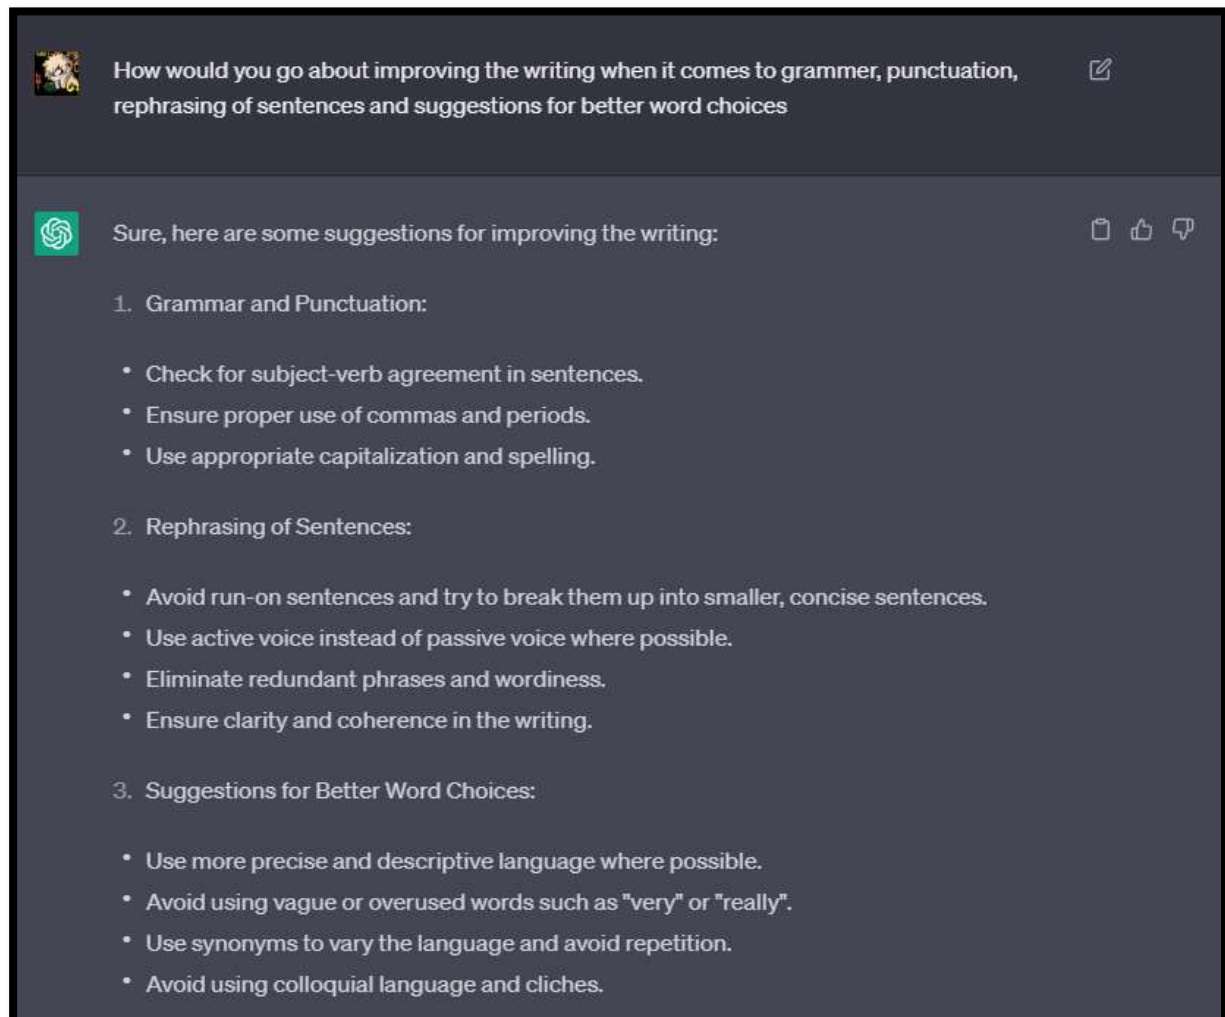 How would you go about improving the writing when it comes to grammer, punctuation,
rephrasing of sentences and suggestions for better word choices
Sure, here are some suggestions for improving the writing:
1. Grammar and Punctuation:
• Check for subject-verb agreement in sentences.
• Ensure proper use of commas and periods.
• Use appropriate capitalization and spelling.
2. Rephrasing of Sentences:
• Avoid run-on sentences and try to break them up into smaller, concise sentences.
• Use active voice instead of passive voice where possible.
• Eliminate redundant phrases and wordiness.
• Ensure clarity and coherence in the writing.
3. Suggestions for Better Word Choices:
• Use more precise and descriptive language where possible.
• Avoid using vague or overused words such as "very" or "really".
• Use synonyms to vary the language and avoid repetition.
• Avoid using colloquial language and cliches.